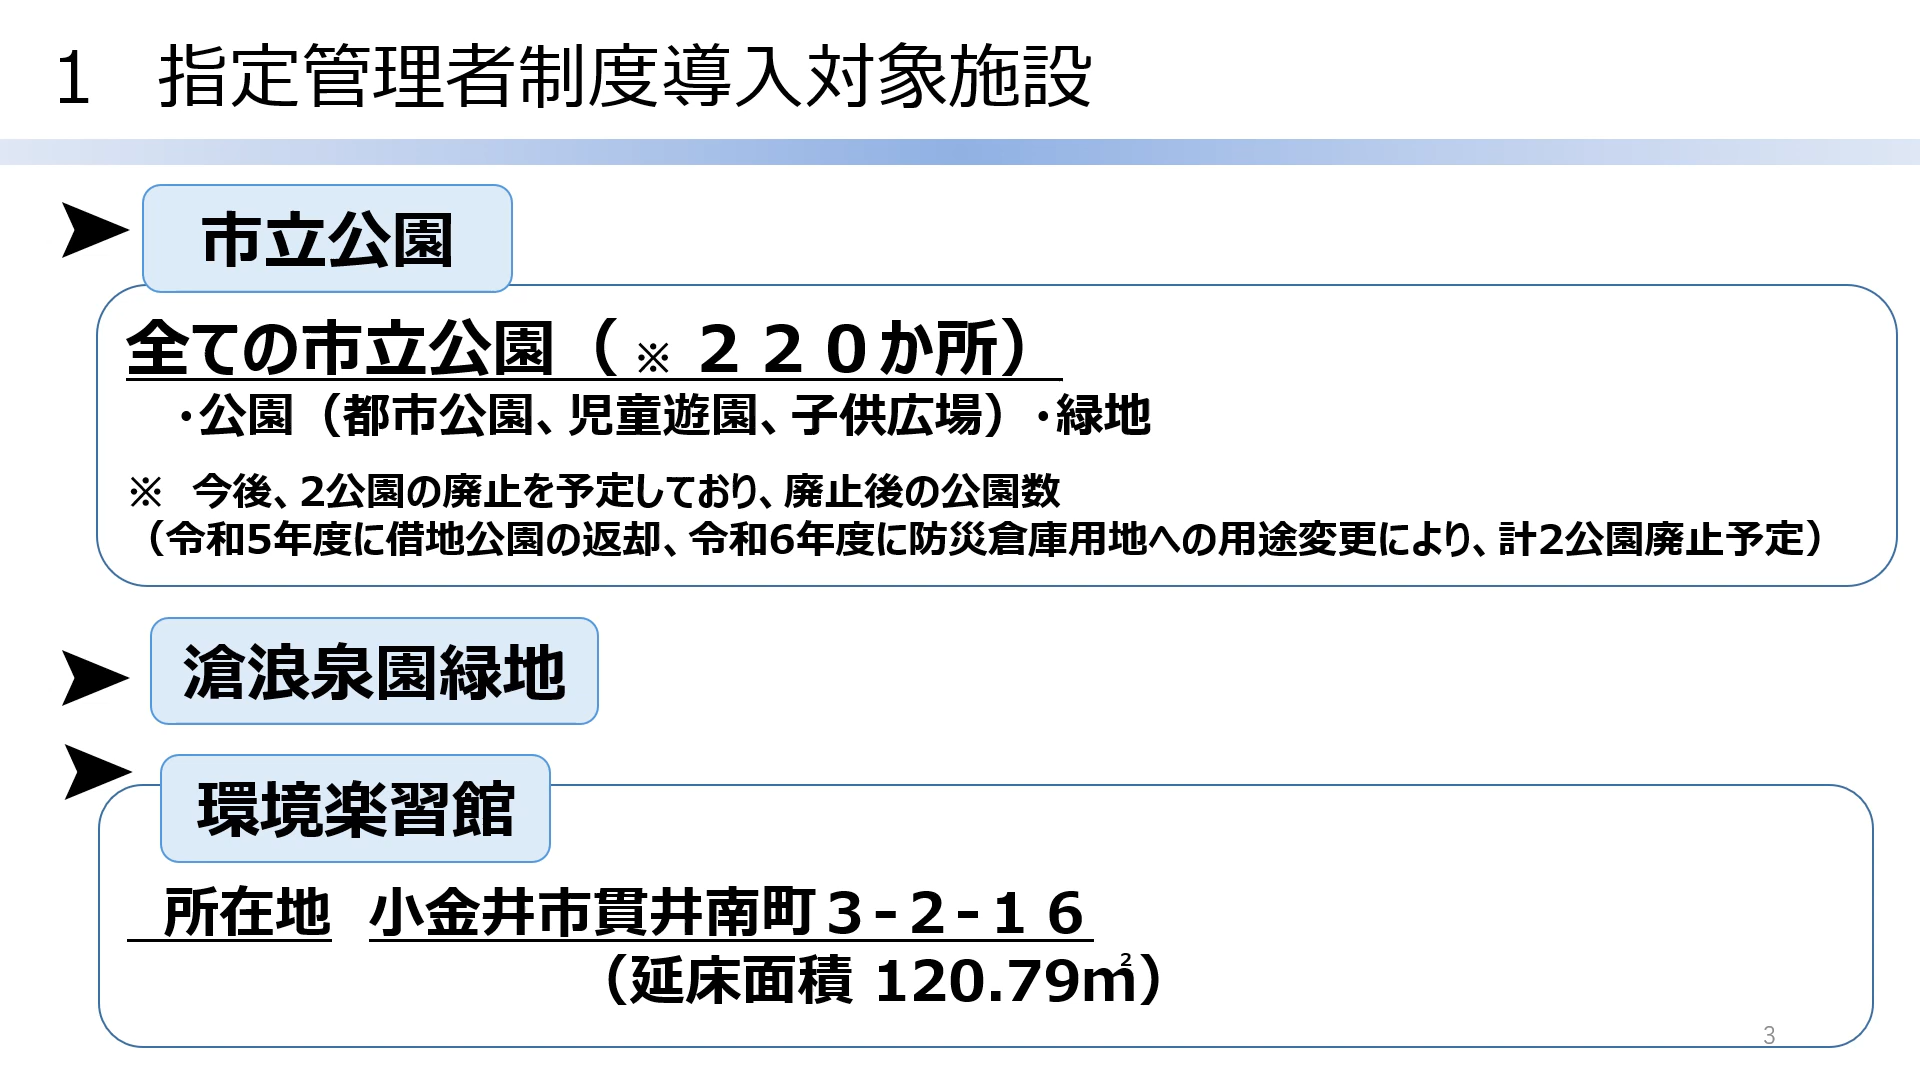 1　指定管理者制度導入対象施設
➤ 市立公園
全ての市立公園（※２２０か所）
・公園（都市公園、児童遊園、子供広場）・緑地
※　今後、2公園の廃止を予定しており、廃止後の公園数
（令和5年度に借地公園の返却、令和6年度に防災倉庫用地への用途変更により、計2公園廃止予定）
➤ 滄浪泉園緑地
➤ 環境楽習館
所在地　小金井市貫井南町３-２-１６
（延床面積 120.79㎡）
3